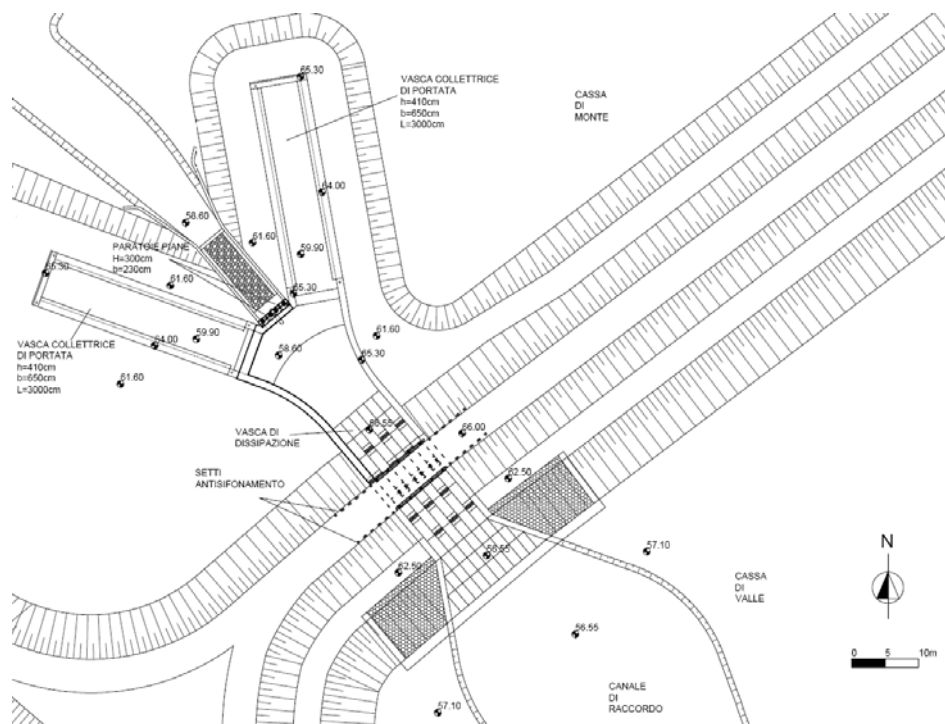 65.30
VASCA COLLETTRICE
DI PORTATA
h=410cm
b=650cm
L=3000cm
CASSA
DI
MONTE
64.00
58.60
61.60
59.90
PARATOIE PIANE
H=300cm
b=230cm
65.30
61.60
65.30
VASCA COLLETTRICE
DI PORTATA
h=410cm
b=650cm
L=3000cm
64.00
59.90
61.60
58.60
61.60
65.30
VASCA DI
DISSIPAZIONE
66.00
SETTI
ANTISIFONAMENTO
62.50
62.50
56.55
57.10
CASSA
DI
VALLE
N
0 5 10m
56.55
CANALE
DI
RACCORDO
57.10